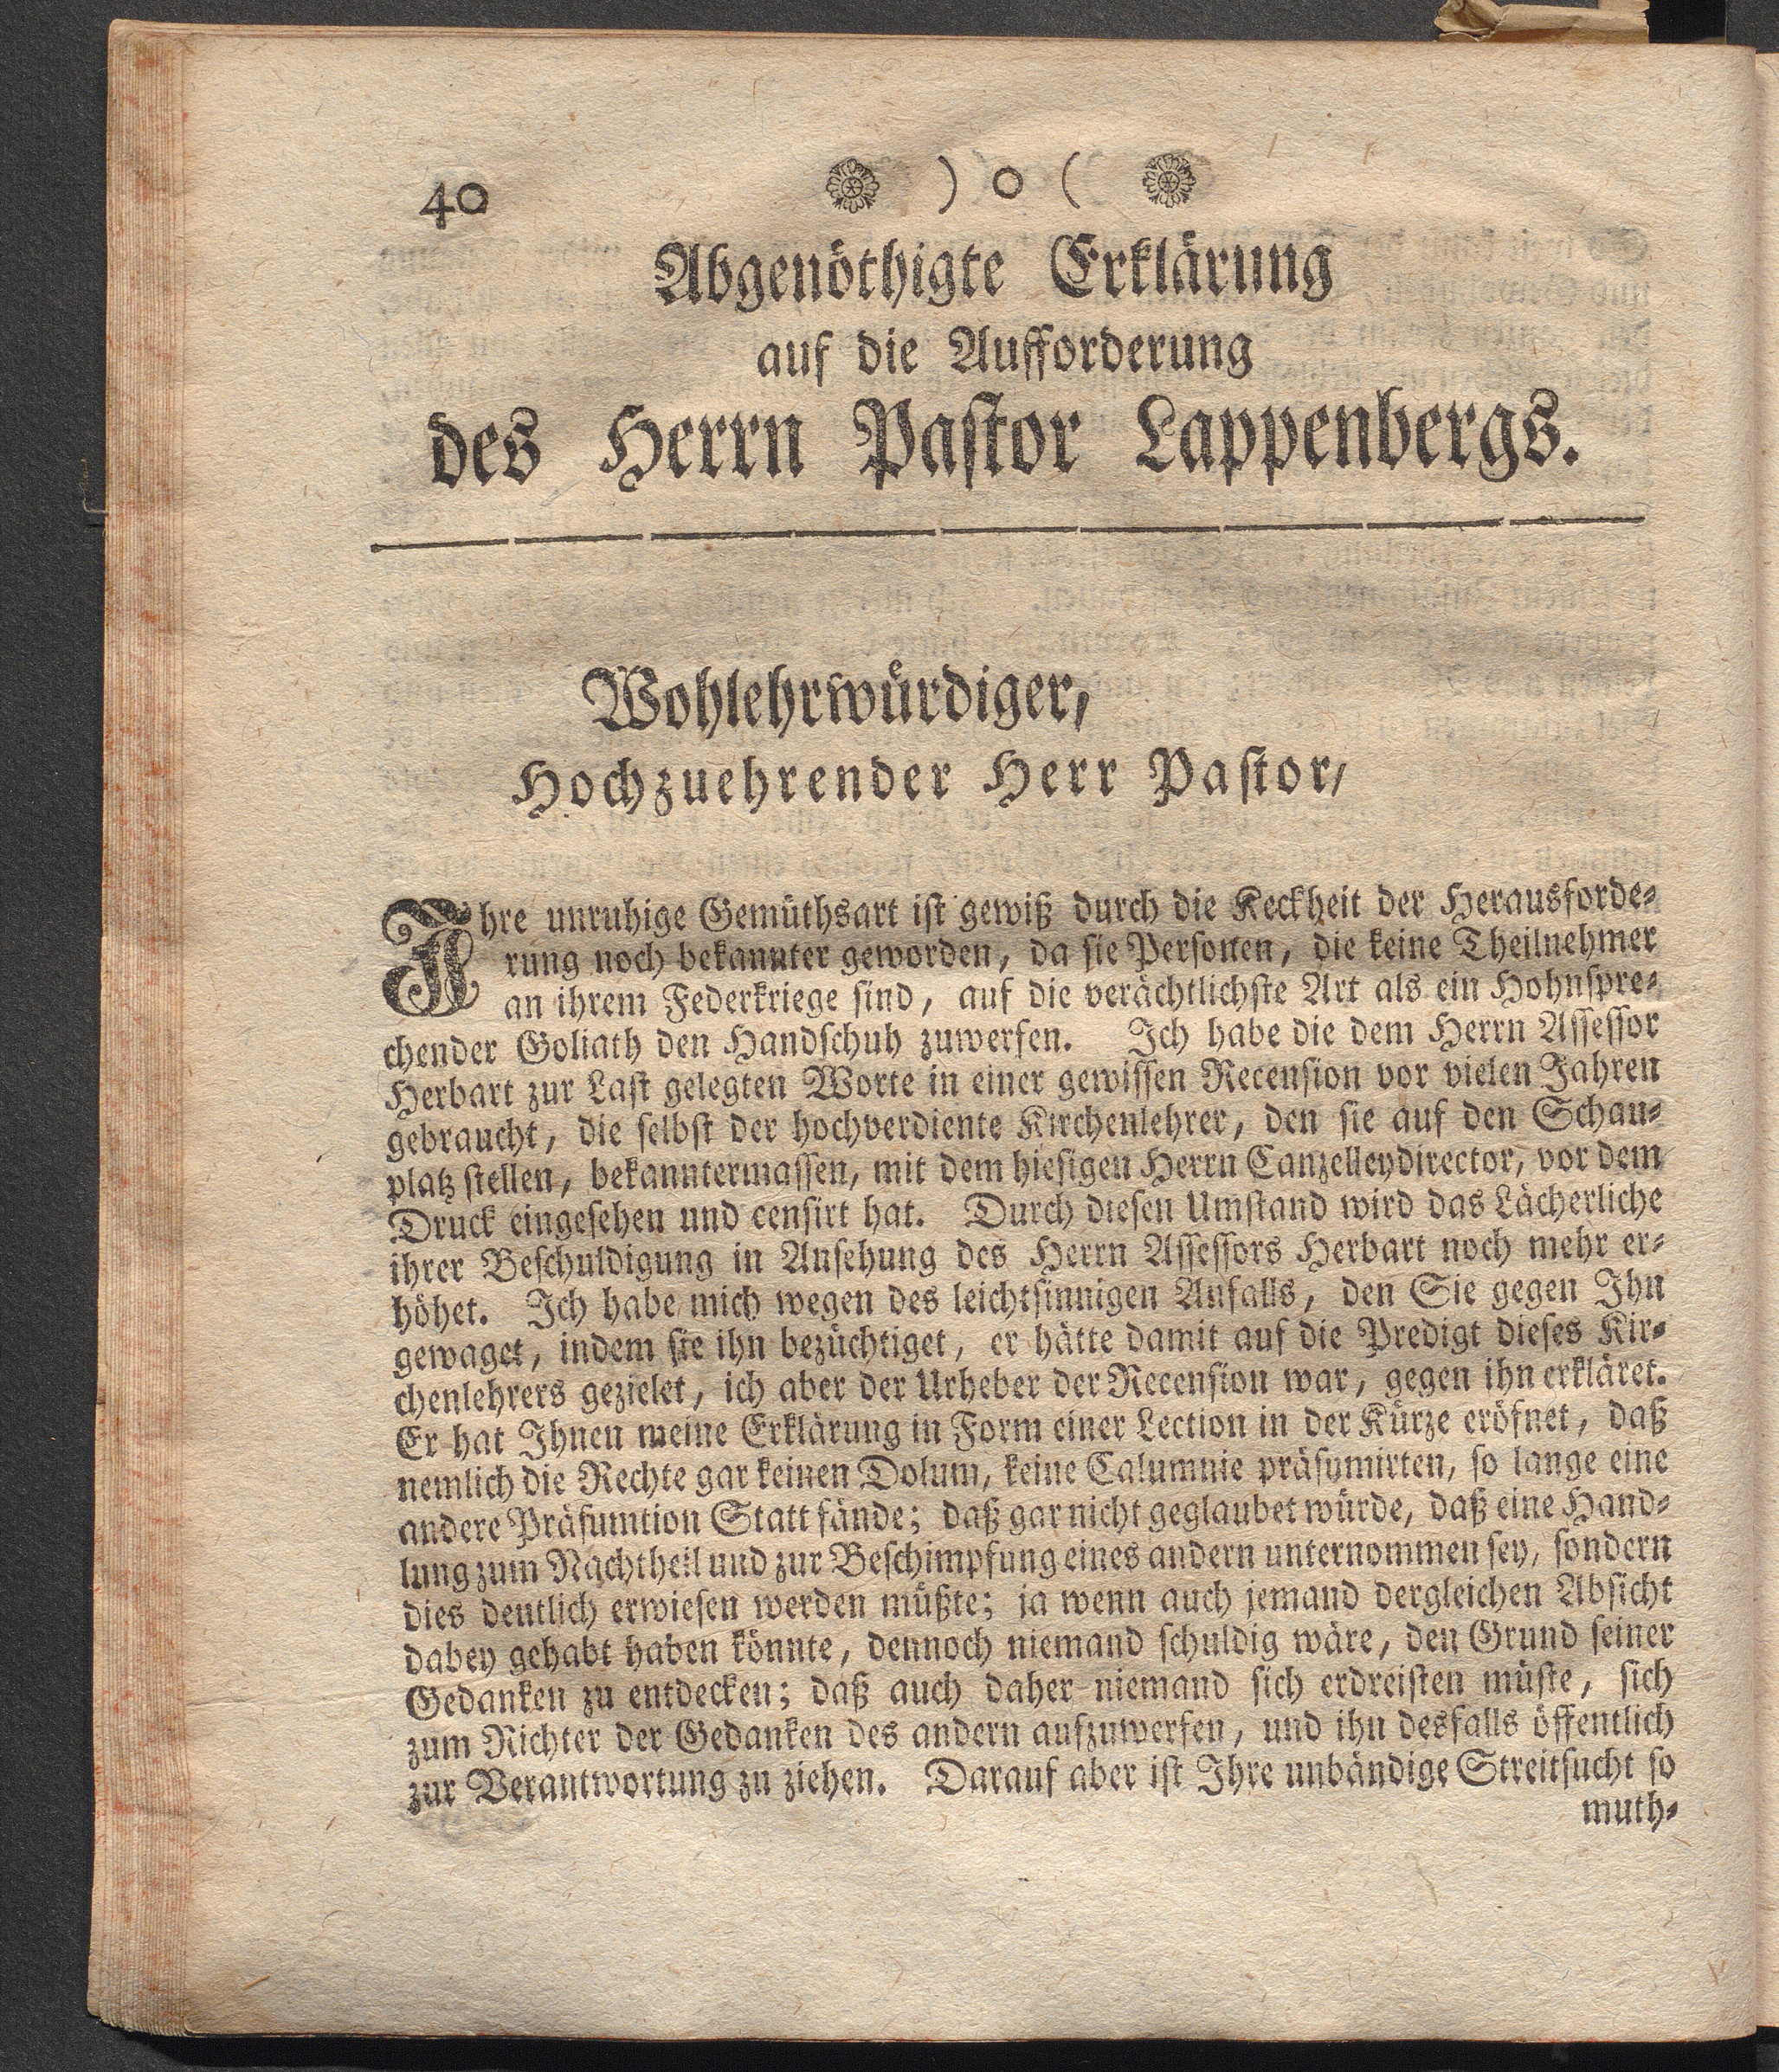 40
) o (
Abgenöthigte Erklärung
auf die Aufforderung
des Herrn Pastor Lappenbergs.
Wohlehrwürdiger,
Hochzuehrender Herr Pastor,
Ihre unruhige Gemüthsart ist gewiß durch die Keckheit der Herausforde-
rung noch bekannter geworden, da sie Personen, die keine Theilnehmer
an ihrem Federkriege sind, auf die verächtlichste Art als ein Hohnspre-
chender Goliath den Handschuh zuwerfen. Ich habe die dem Herrn Assessor
Herbart zur Last gelegten Worte in einer gewissen Recension vor vielen Jahren
gebraucht, die selbst der hochverdiente Kirchenlehrer, den sie auf den Schau-
platz stellen, bekanntermassen, mit dem hiesigen Herrn Canzelleydirector, vor dem
Druck eingesehen und censirt hat. Durch diesen Umstand wird das Lächerliche
ihrer Beschuldigung in Ansehung des Herrn Assessors Herbart noch mehr er-
höhet. Ich habe mich wegen des leichtsinnigen Anfalls, den Sie gegen Ihn
gewaget, indem sie ihn bezüchtiget, er hätte damit auf die Predigt dieses Kir-
chenlehrers gezielet, ich aber der Urheber der Recension war, gegen ihn erkläret.
Er hat Ihnen meine Erklärung in Form einer Lection in der Kürze eröfnet, daß
nemlich die Rechte gar keinen Dolum, keine Calumnie präsumirten, so lange eine
andere Präsumtion Statt fände; daß gar nicht geglaubet würde, daß eine Hand-
lung zum Nachtheil und zur Beschimpfung eines andern unternommen sey, sondern
dies deutlich erwiesen werden müßte; ja wenn auch jemand dergleichen Absicht
dabey gehabt haben könnte, dennoch niemand schuldig wäre, den Grund seiner
Gedanken zu entdecken; daß auch daher niemand sich erdreisten müste, sich
zum Richter der Gedanken des andern aufzuwerfen, und ihn desfalls öffentlich
zur Verantwortung zu ziehen. Darauf aber ist Ihre unbändige Streitsucht so
muth-